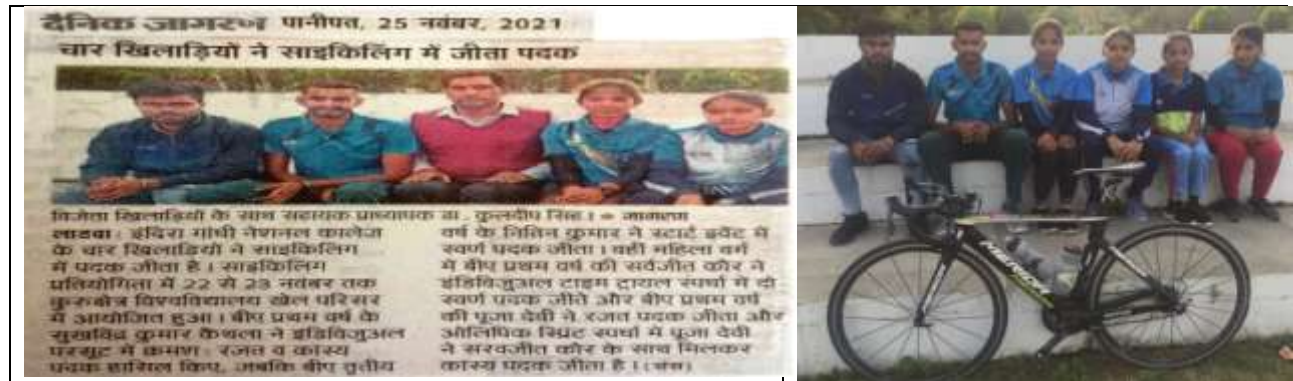 दैनिक जागरण पानीपत, 25 नवंबर, 2021
चार खिलाड़ियों ने साइकिलिंग में जीता पदक
विजेता खिलाड़ियों के साथ सहायक प्राध्यापक डा. कुलदीप सिंह। ● जागरण
लाडवा : इंदिरा गांधी नेशनल कालेज
के चार खिलाड़ियों ने साइकिलिंग
में पदक जीता है। साइकिलिंग
प्रतियोगिता में 22 से 23 नवंबर तक
कुरुक्षेत्र विश्वविद्यालय खेल परिसर
में आयोजित हुआ। बीए प्रथम वर्ष के
सुखविंद्र कुमार कैथला ने इंडिविजुअल
परसूट में क्रमश: रजत व कांस्य
पदक हासिल किए, जबकि बीए तृतीय
वर्ष के नितिन कुमार ने स्टार्ट इवेंट में
स्वर्ण पदक जीता। वहीं महिला वर्ग
में बीए प्रथम वर्ष की सर्वजीत कौर ने
इंडिविजुअल टाइम ट्रायल स्पर्धा में दो
स्वर्ण पदक जीते और बीए प्रथम वर्ष
की पूजा देवी ने रजत पदक जीता और
ओलिंपिक स्प्रिट स्पर्धा में पूजा देवी
ने सरवजीत कौर के साथ मिलकर
कांस्य पदक जीता है। (संस)